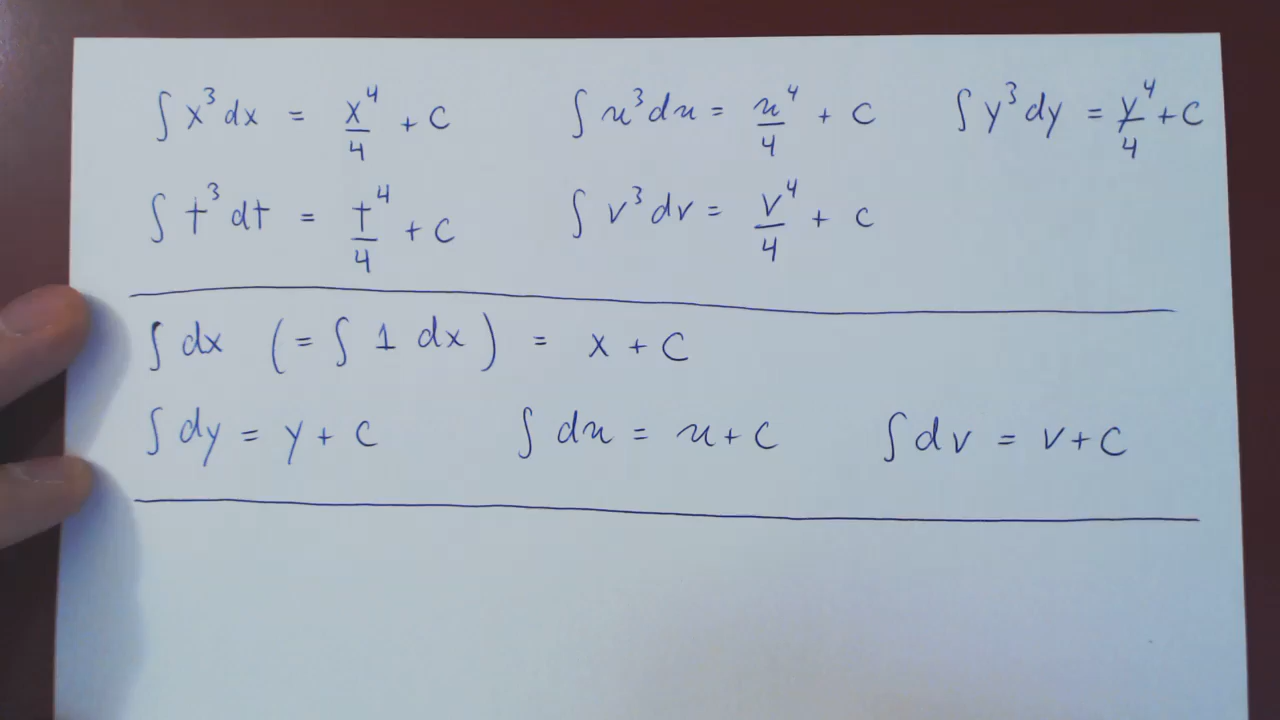 ∫ x³ dx = x⁴/4 + C ∫ u³ du = u⁴/4 + C ∫ y³ dy = y⁴/4 + C
∫ t³ dt = t⁴/4 + C ∫ v³ dv = v⁴/4 + C
∫ dx (= ∫ 1 dx) = x + C
∫ dy = y + C ∫ du = u + C ∫ dv = v + C